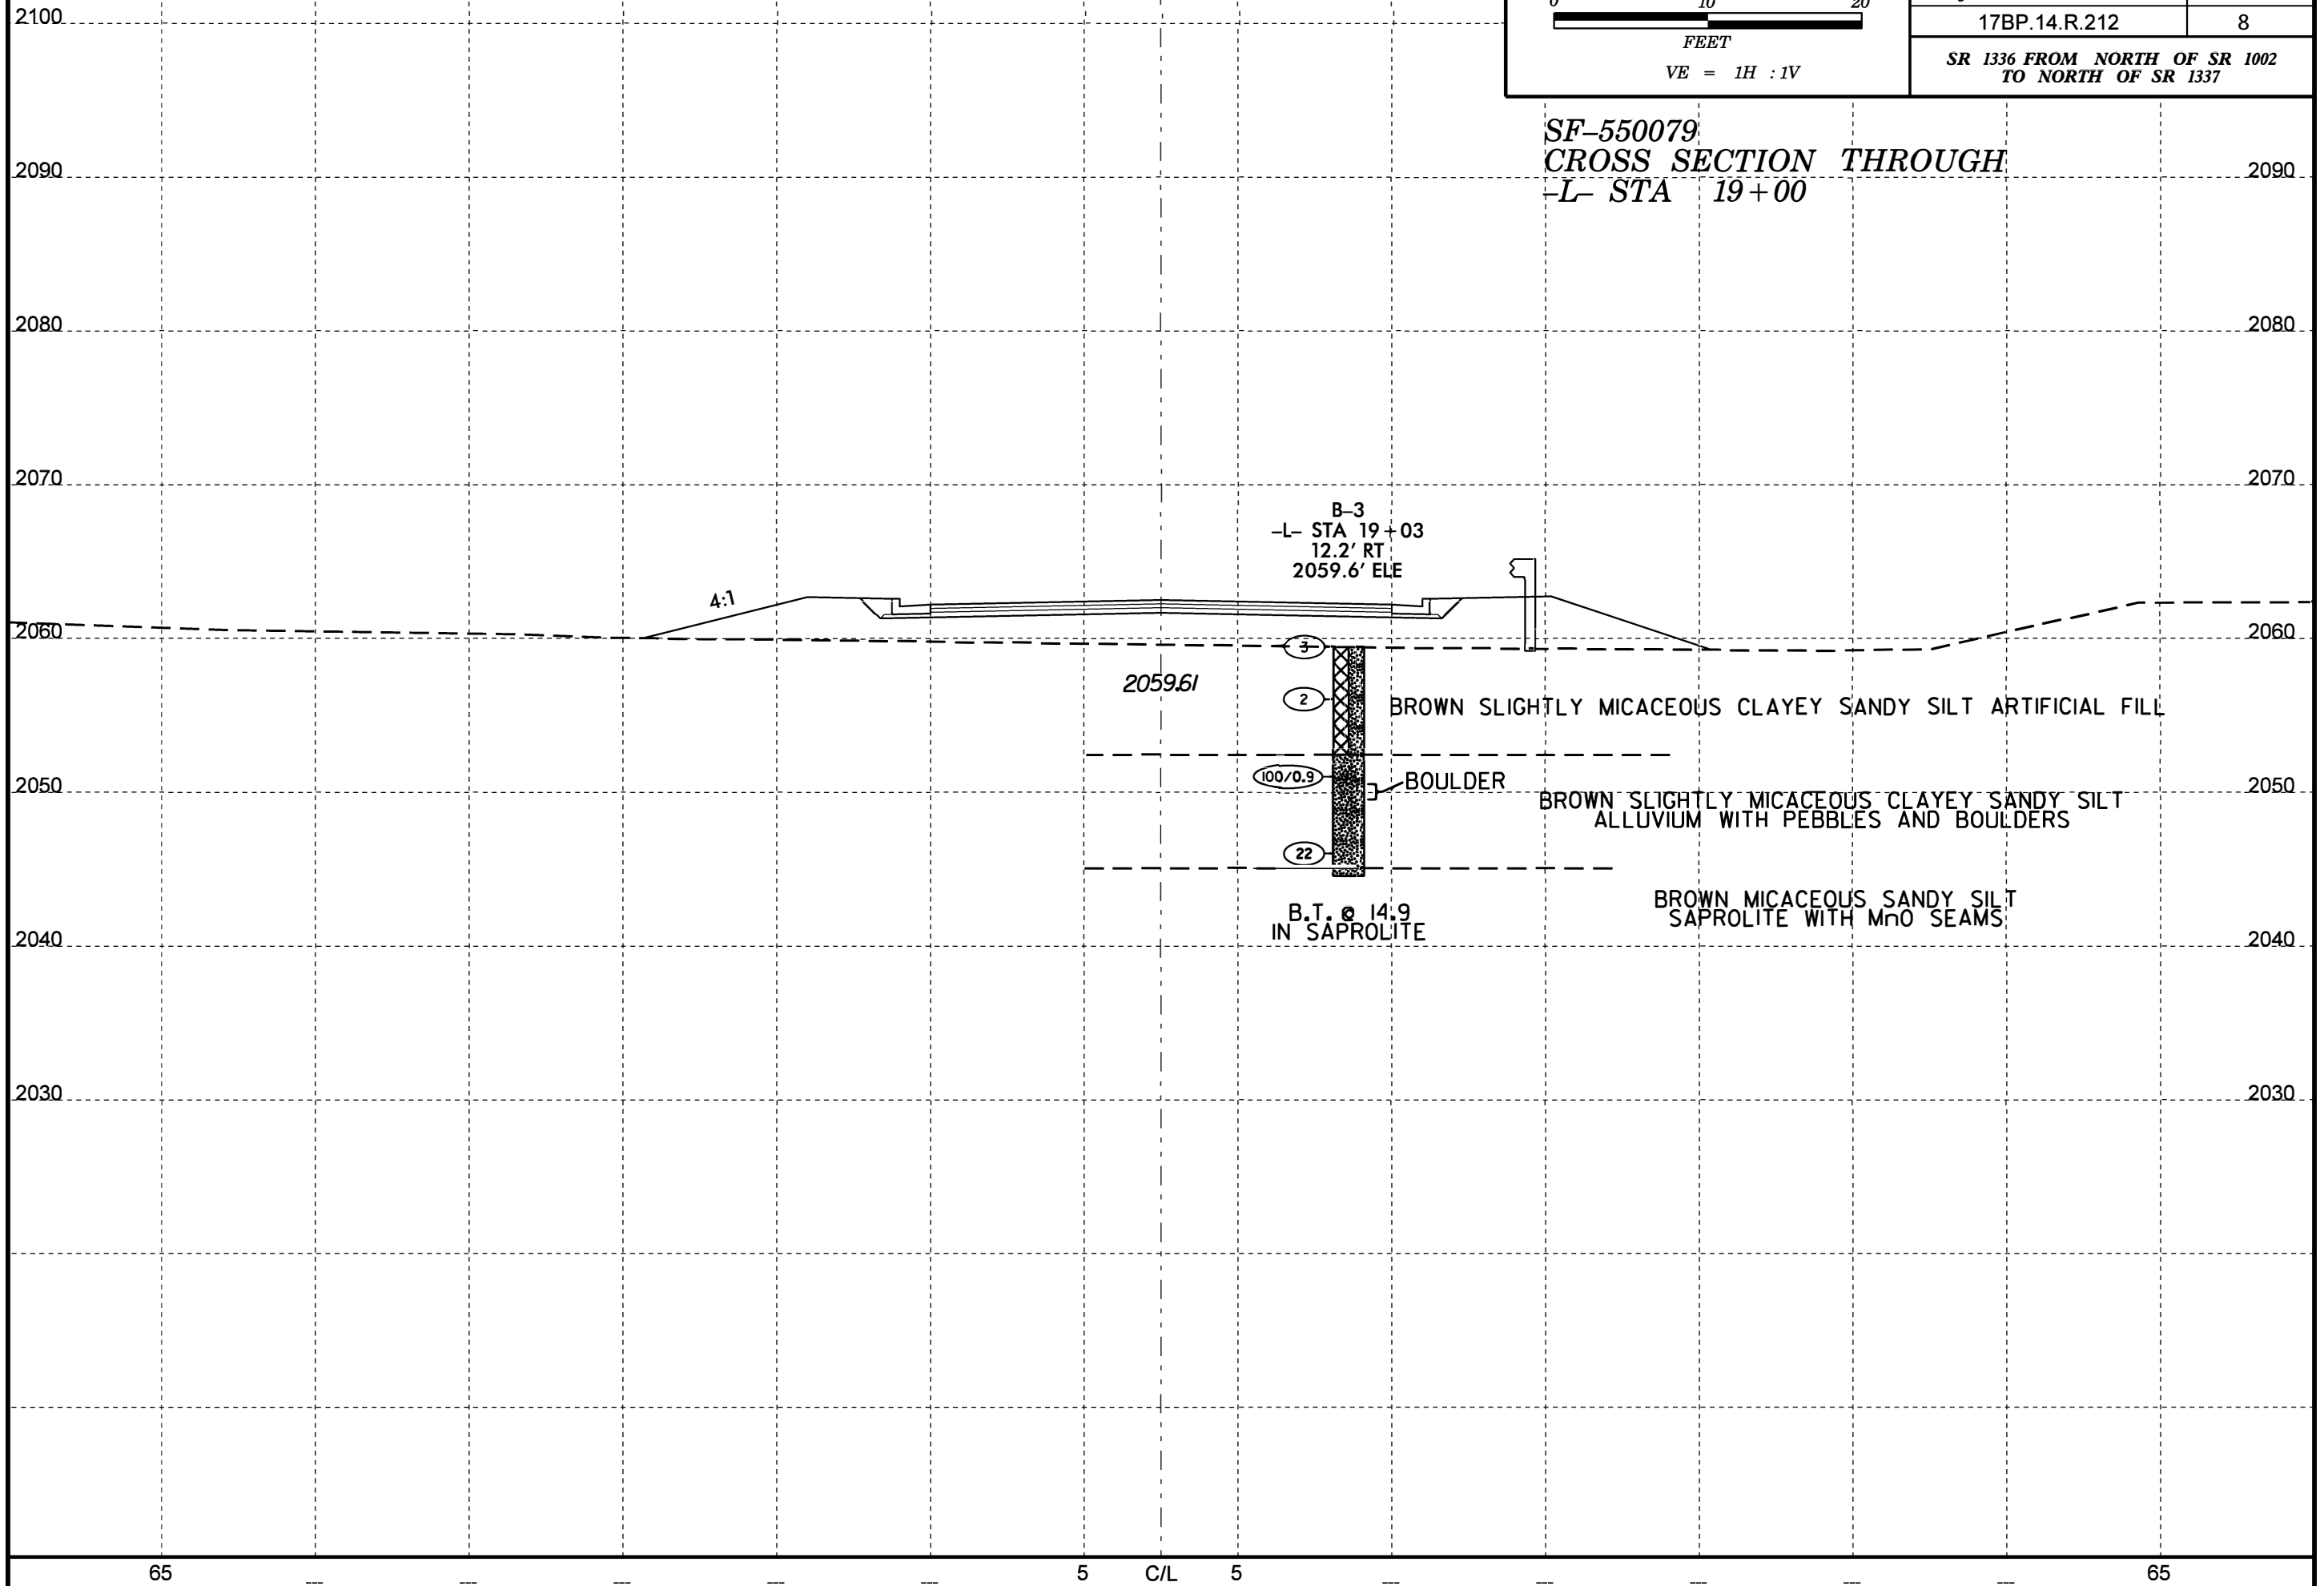 0 10 20
FEET
VE = 1H : 1V
17BP.14.R.212 8
SR 1336 FROM NORTH OF SR 1002
TO NORTH OF SR 1337
SF-550079
CROSS SECTION THROUGH
-L- STA 19+00
2100
2090 2090
2080 2080
2070 2070
B-3
-L- STA 19+03
12.2' RT
2059.6' ELE
4:1
2060 2060
3
2059.61
2
BROWN SLIGHTLY MICACEOUS CLAYEY SANDY SILT ARTIFICIAL FILL
100/0.9
BOULDER
2050 2050
BROWN SLIGHTLY MICACEOUS CLAYEY SANDY SILT
ALLUVIUM WITH PEBBLES AND BOULDERS
22
BROWN MICACEOUS SANDY SILT
SAPROLITE WITH MnO SEAMS
B.T. @ 14.9
IN SAPROLITE
2040 2040
2030 2030
65 --- --- --- --- --- 5 C/L 5 --- --- --- --- --- 65